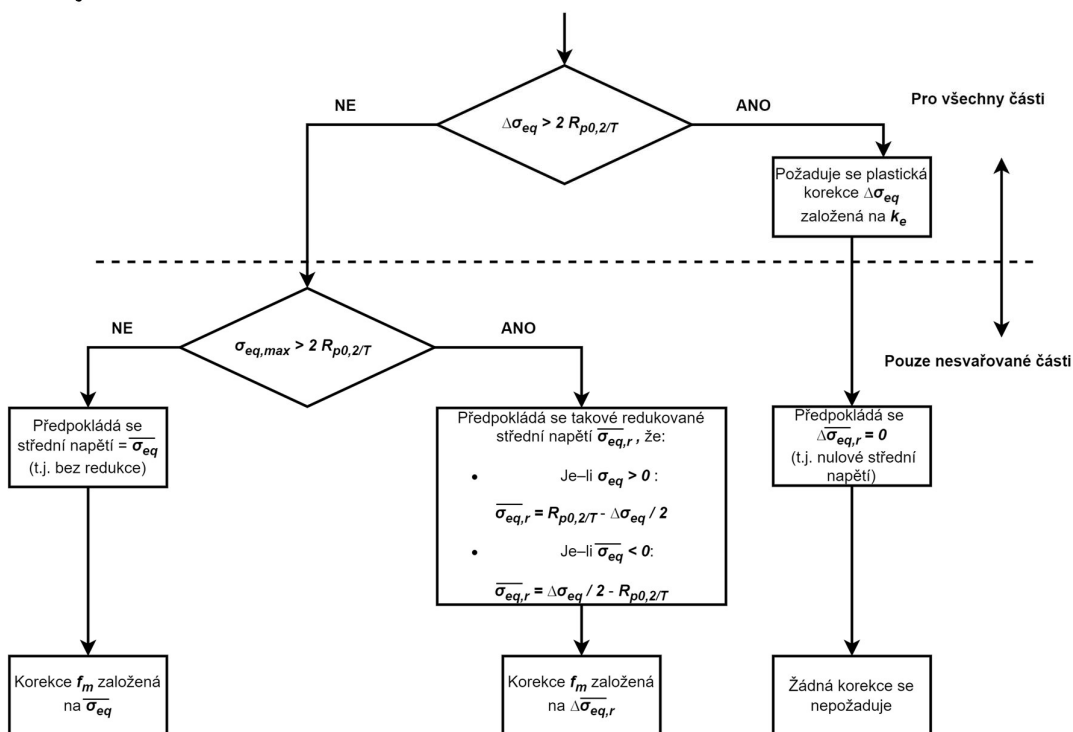 NE
ANO
Pro všechny části
Δσeq > 2 Rp0,2/T
Požaduje se plastická
korekce Δσeq
založená na ke
NE
ANO
σeq,max > 2 Rp0,2/T
Pouze nesvařované části
Předpokládá se
střední napětí = σeq
(t.j. bez redukce)
Předpokládá se takové redukované
střední napětí σeq,r , že:
• Je–li σeq > 0 :
σeq,r = Rp0,2/T - Δσeq / 2
• Je–li σeq < 0:
σeq,r = Δσeq / 2 - Rp0,2/T
Předpokládá se
Δσeq,r = 0
(t.j. nulové střední
napětí)
Korekce fm založená
na σeq
Korekce fm založená
na Δσeq,r
Žádná korekce se
nepožaduje